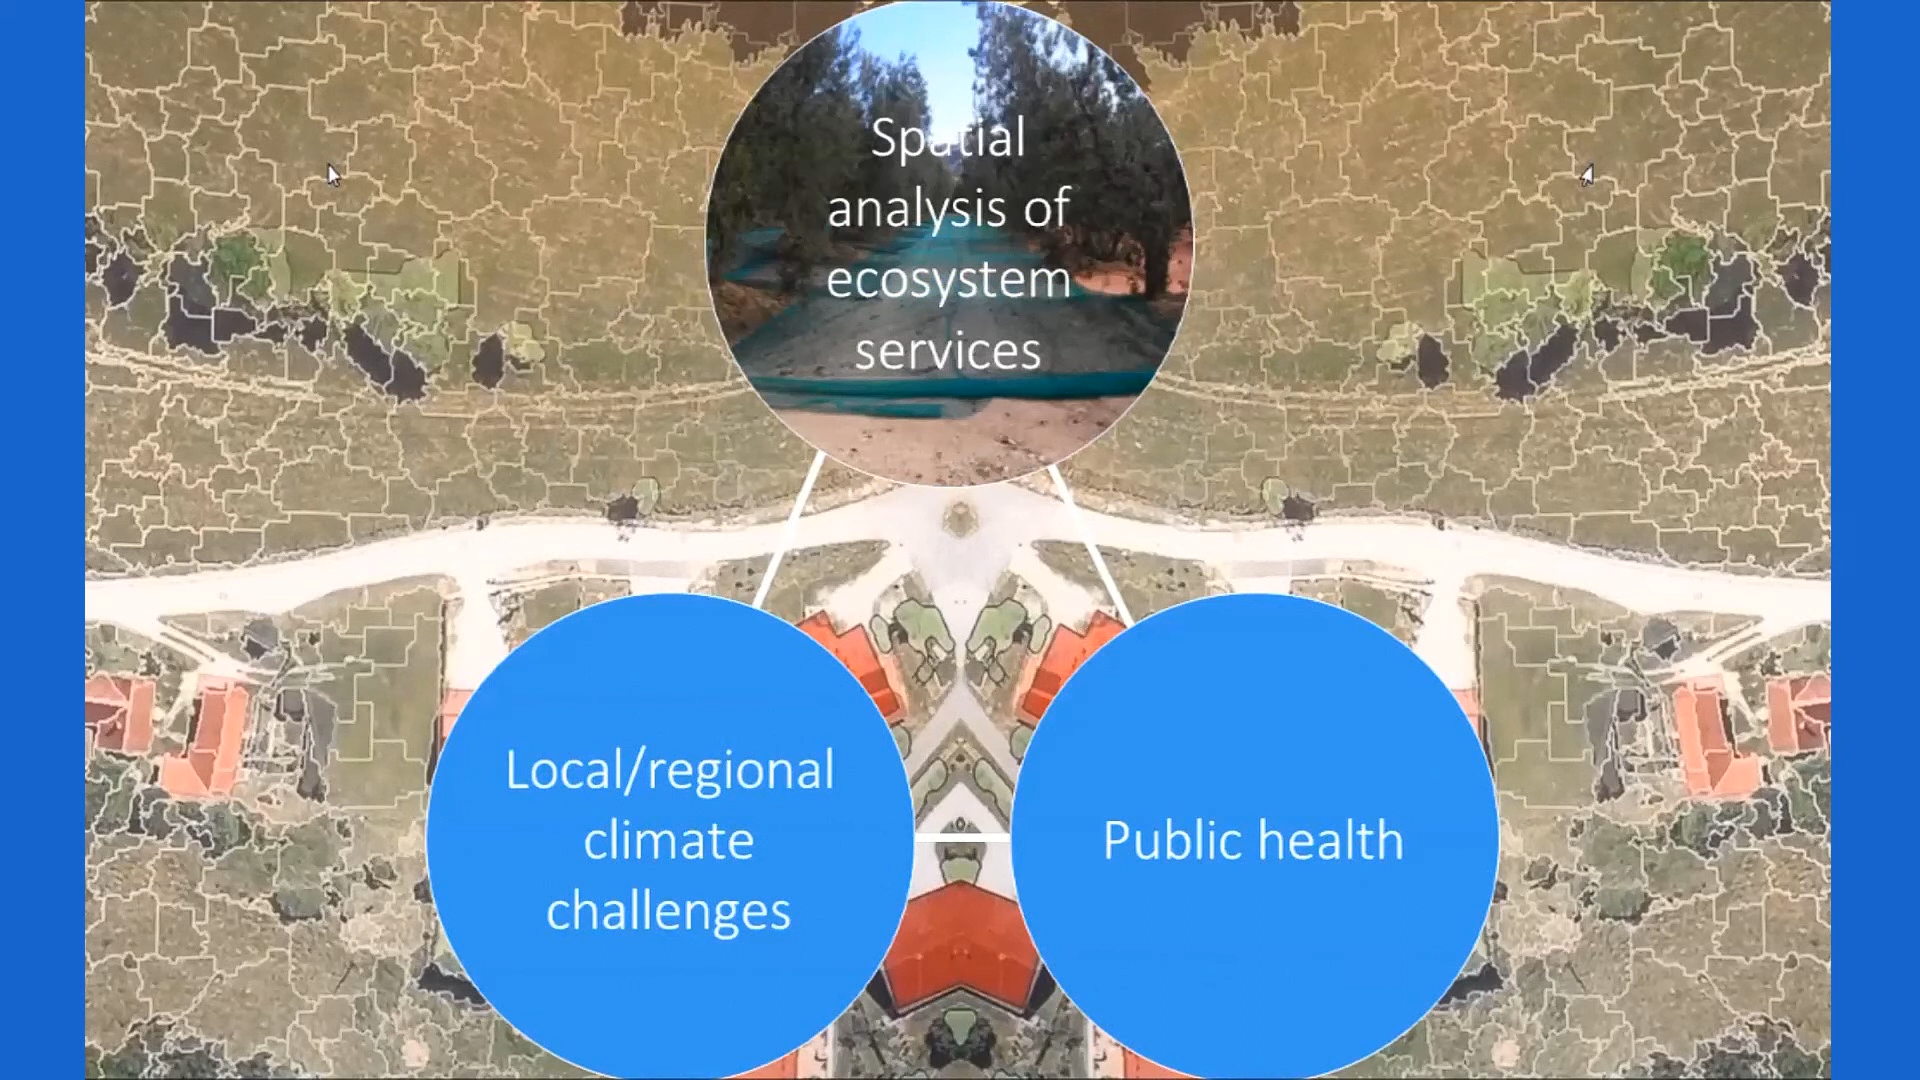 Spatial
analysis of
ecosystem
services
Local/regional
climate
challenges
Public health